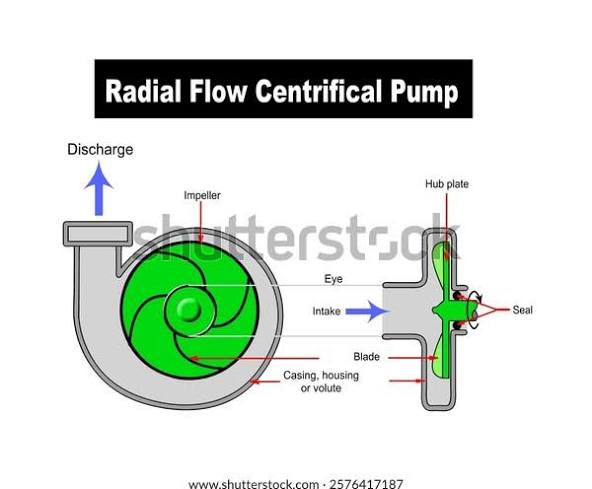 Radial Flow Centrifical Pump
Discharge
Impeller
Hub plate
shutterstock
Eye
Intake
Seal
Blade
Casing, housing
or volute
shutterstock.com · 2576417187